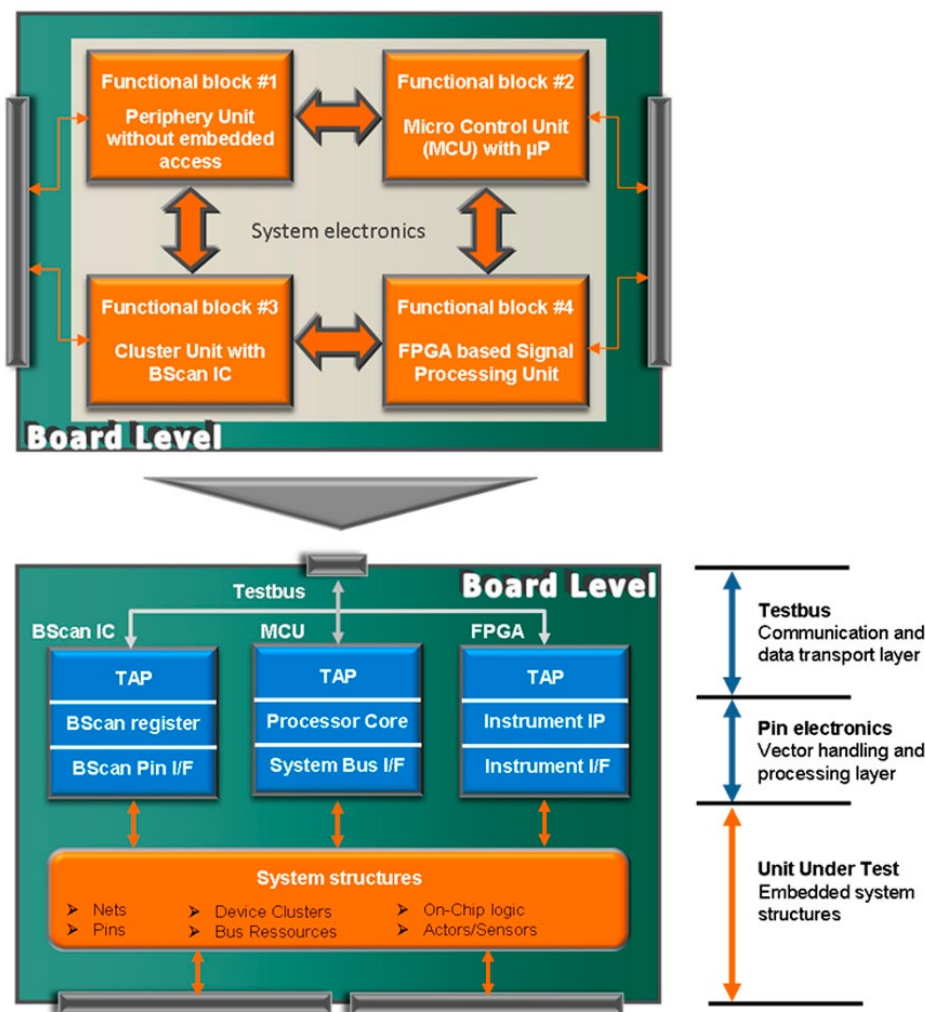 Functional block #1
Periphery Unit
without embedded
access
Functional block #2
Micro Control Unit
(MCU) with µP
System electronics
Functional block #3
Cluster Unit with
BScan IC
Functional block #4
FPGA based Signal
Processing Unit
Board Level
Board Level
Testbus
BScan IC
MCU
FPGA
TAP
BScan register
BScan Pin I/F
TAP
Processor Core
System Bus I/F
TAP
Instrument IP
Instrument I/F
System structures
➢ Nets
➢ Pins
➢ Device Clusters
➢ Bus Ressources
➢ On-Chip logic
➢ Actors/Sensors
Testbus
Communication and
data transport layer
Pin electronics
Vector handling and
processing layer
Unit Under Test
Embedded system
structures